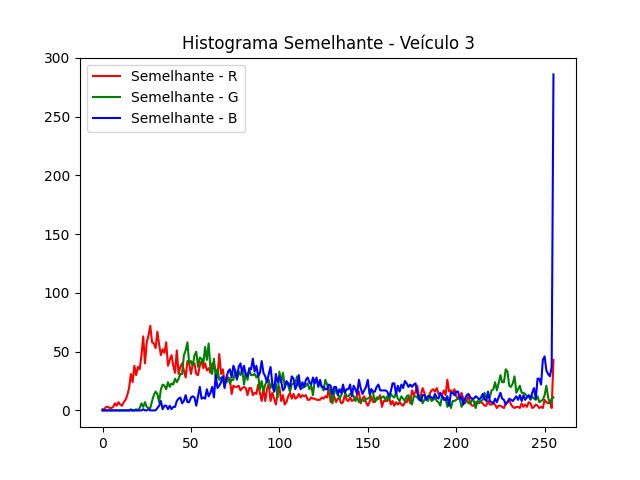 Histograma Semelhante - Veículo 3
Semelhante - R
Semelhante - G
Semelhante - B
300
250
200
150
100
50
0
0 50 100 150 200 250